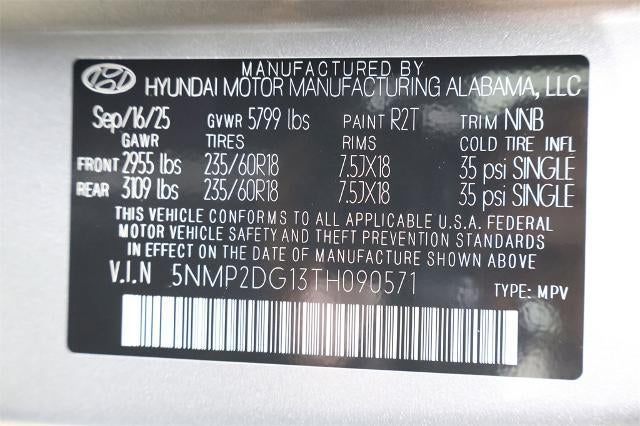 MANUFACTURED BY
HYUNDAI MOTOR MANUFACTURING ALABAMA, LLC
Sep/16/25 GVWR 5799 lbs PAINT R2T TRIM NNB
GAWR TIRES RIMS COLD TIRE INFL
FRONT 2955 lbs 235/60R18 7.5JX18 35 psi SINGLE
REAR 3109 lbs 235/60R18 7.5JX18 35 psi SINGLE
THIS VEHICLE CONFORMS TO ALL APPLICABLE U.S.A. FEDERAL
MOTOR VEHICLE SAFETY AND THEFT PREVENTION STANDARDS
IN EFFECT ON THE DATE OF MANUFACTURE SHOWN ABOVE
V.I.N 5NMP2DG13TH090571 TYPE: MPV